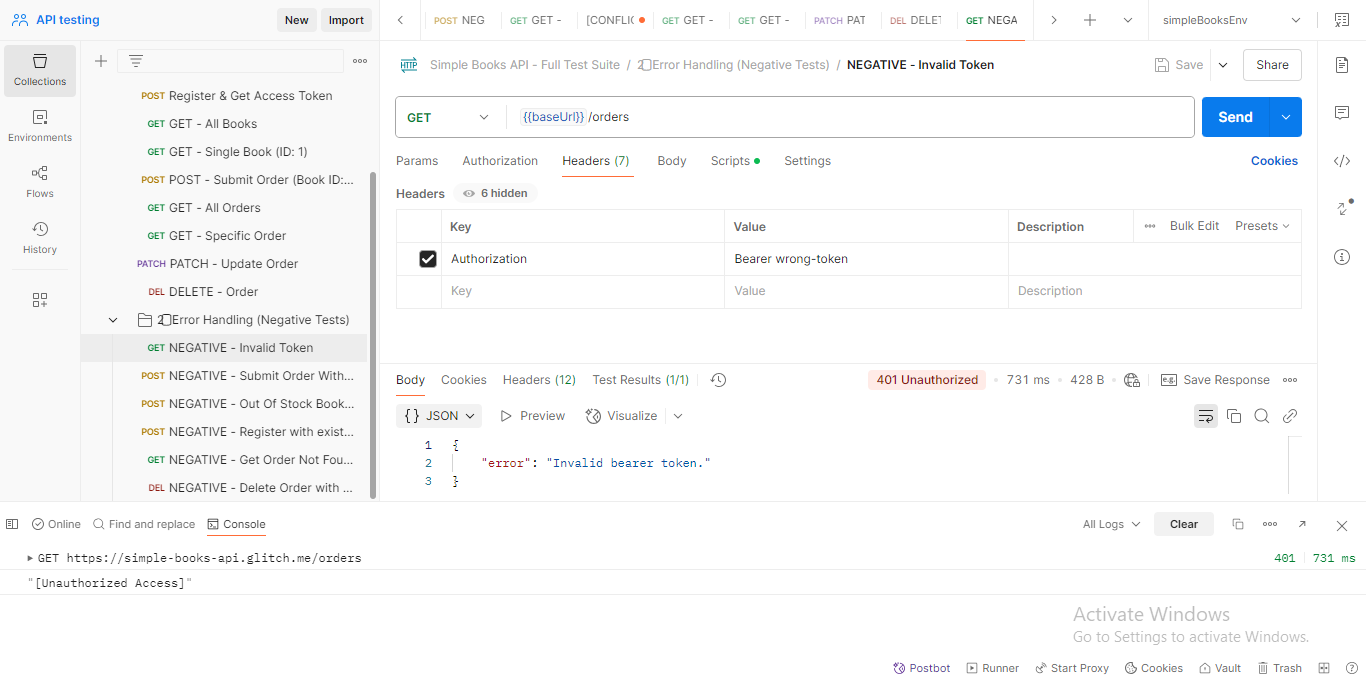 API testing
New
Import
POST NEG
GET GET -
[CONFLIC
GET GET -
GET GET -
PATCH PAT
DEL DELET
GET NEGA
simpleBooksEnv
Collections
Environments
Flows
History
POST Register & Get Access Token
GET GET - All Books
GET GET - Single Book (ID: 1)
POST POST - Submit Order (Book ID:...
GET GET - All Orders
GET GET - Specific Order
PATCH PATCH - Update Order
DEL DELETE - Order
2 Error Handling (Negative Tests)
GET NEGATIVE - Invalid Token
POST NEGATIVE - Submit Order With...
POST NEGATIVE - Out Of Stock Book...
POST NEGATIVE - Register with exist...
GET NEGATIVE - Get Order Not Fou...
DEL NEGATIVE - Delete Order with ...
HTTP Simple Books API - Full Test Suite / 2 Error Handling (Negative Tests) / NEGATIVE - Invalid Token
Save
Share
GET {{baseUrl}} /orders
Send
Params Authorization Headers (7) Body Scripts Settings
Cookies
Headers 6 hidden
Key Value Description Bulk Edit Presets
Authorization Bearer wrong-token
Key Value Description
Body Cookies Headers (12) Test Results (1/1)
401 Unauthorized • 731 ms • 428 B
e.g. Save Response
{} JSON Preview Visualize
1 {
2 "error": "Invalid bearer token."
3 }
Online Find and replace Console
All Logs Clear
GET https://simple-books-api.glitch.me/orders
401 731 ms
"[Unauthorized Access]"
Activate Windows
Go to Settings to activate Windows.
Postbot Runner Start Proxy Cookies Vault Trash